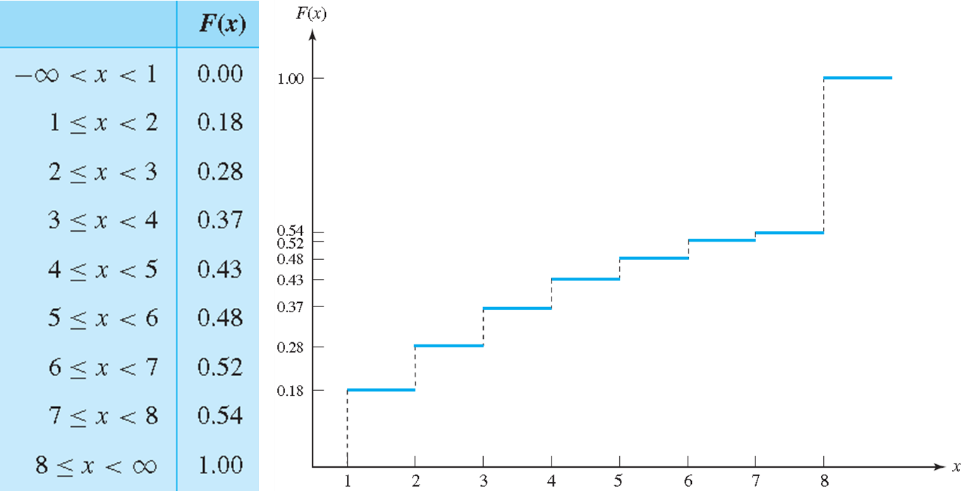 F(x)
−∞ < x < 1 0.00
1 ≤ x < 2 0.18
2 ≤ x < 3 0.28
3 ≤ x < 4 0.37
4 ≤ x < 5 0.43
5 ≤ x < 6 0.48
6 ≤ x < 7 0.52
7 ≤ x < 8 0.54
8 ≤ x < ∞ 1.00
F(x)
1.00
0.54
0.52
0.48
0.43
0.37
0.28
0.18
1 2 3 4 5 6 7 8 x